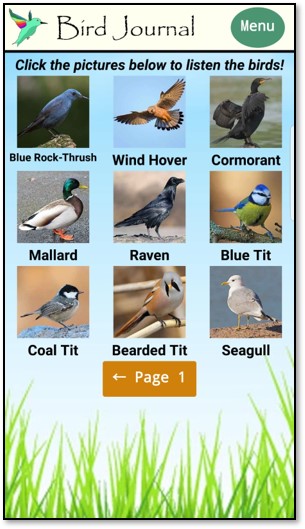 Bird Journal
Menu
Click the pictures below to listen the birds!
Blue Rock-Thrush Wind Hover Cormorant
Mallard Raven Blue Tit
Coal Tit Bearded Tit Seagull
← Page 1